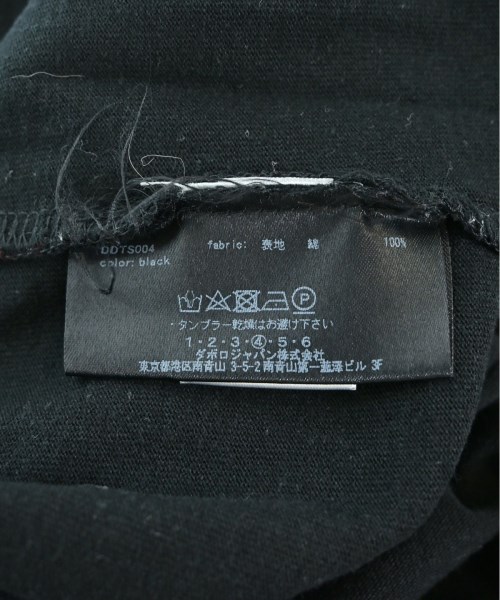 DDTS004 fabric: 表地 綿 100%
color: black
・タンブラー乾燥はお避け下さい
1・2・3・④・5・6
ダボロジャパン株式会社
東京都港区南青山 3-5-2 南青山第一韮澤ビル 3F